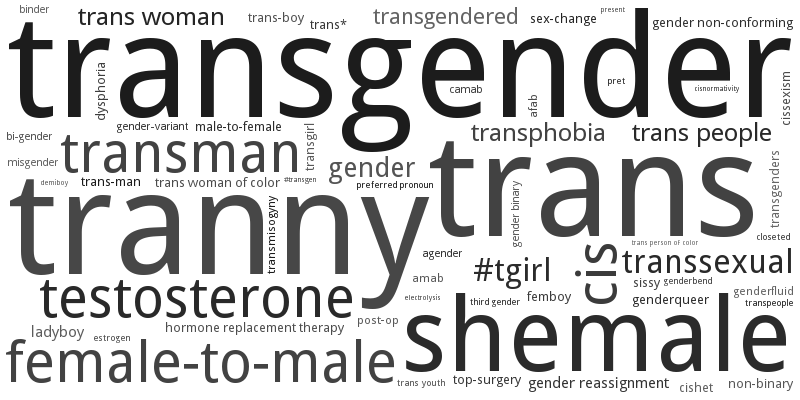 binder
trans woman
trans-boy
trans*
transgendered
sex-change
present
gender non-conforming
transgender
dysphoria
camab
afab
pret
cisnormativity
cissexism
bi-gender
gender-variant
male-to-female
transgirl
transphobia
trans people
misgender
transman
gender
trans
transgenders
demiboy
trans-man
trans woman of color
#transgen
preferred pronoun
gender binary
tranny
transmisogyny
closeted
trans person of color
agender
#tgirl
cis
transsexual
amab
sissy
genderbend
testosterone
electrolysis
third gender
femboy
genderqueer
genderfluid
transpeople
ladyboy
estrogen
hormone replacement therapy
post-op
shemale
female-to-male
trans youth
top-surgery
gender reassignment
cishet
non-binary